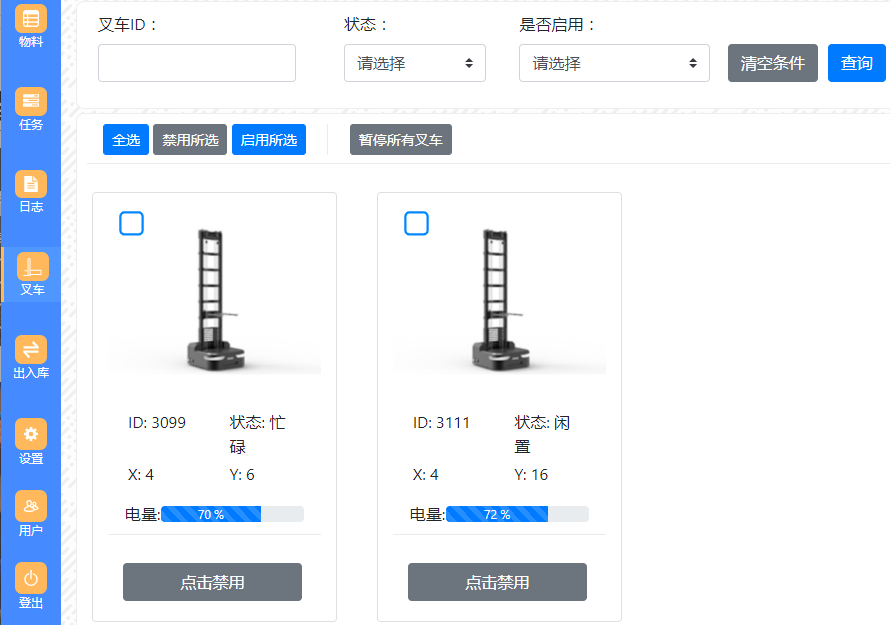 物料
任务
日志
叉车
出入库
设置
用户
登出
叉车ID：
状态：
是否启用：
请选择
请选择
清空条件
查询
全选
禁用所选
启用所选
暂停所有叉车
ID: 3099
状态: 忙
碌
X: 4
Y: 6
电量:
70 %
点击禁用
ID: 3111
状态: 闲
置
X: 4
Y: 16
电量:
72 %
点击禁用